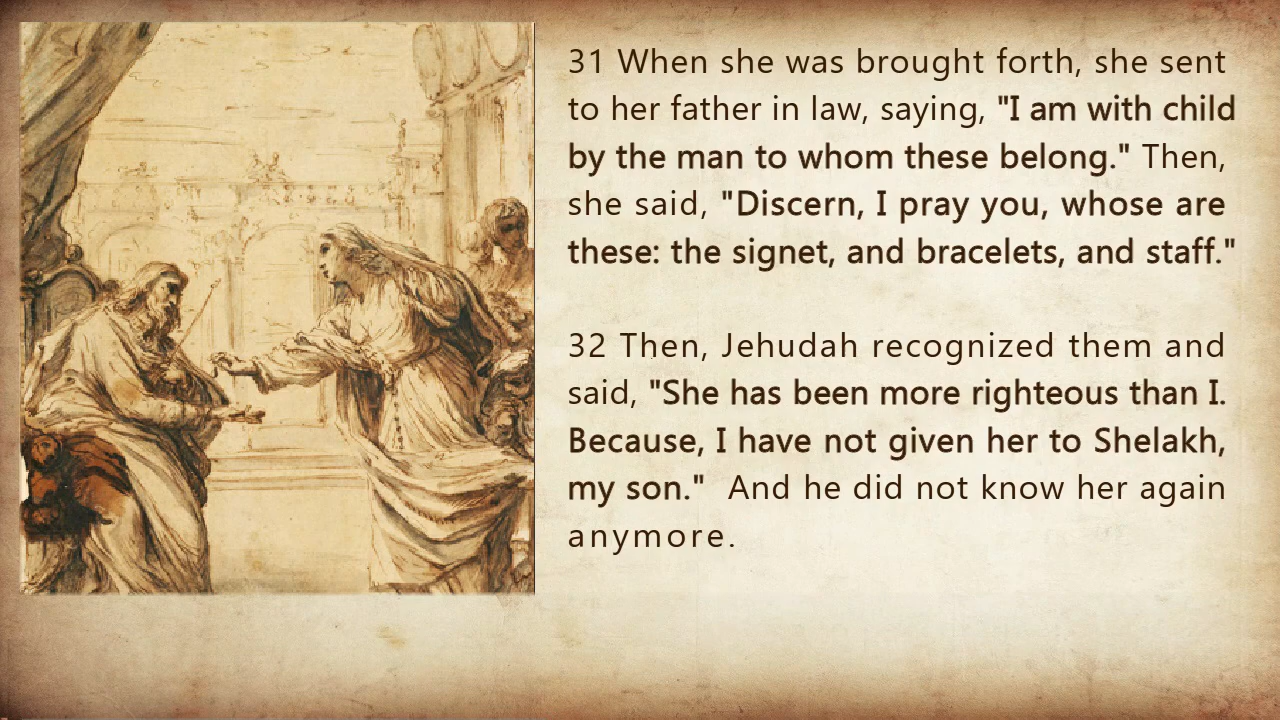 31 When she was brought forth, she sent
to her father in law, saying, "I am with child
by the man to whom these belong." Then,
she said, "Discern, I pray you, whose are
these: the signet, and bracelets, and staff."
32 Then, Jehudah recognized them and
said, "She has been more righteous than I.
Because, I have not given her to Shelakh,
my son."  And he did not know her again
anymore.